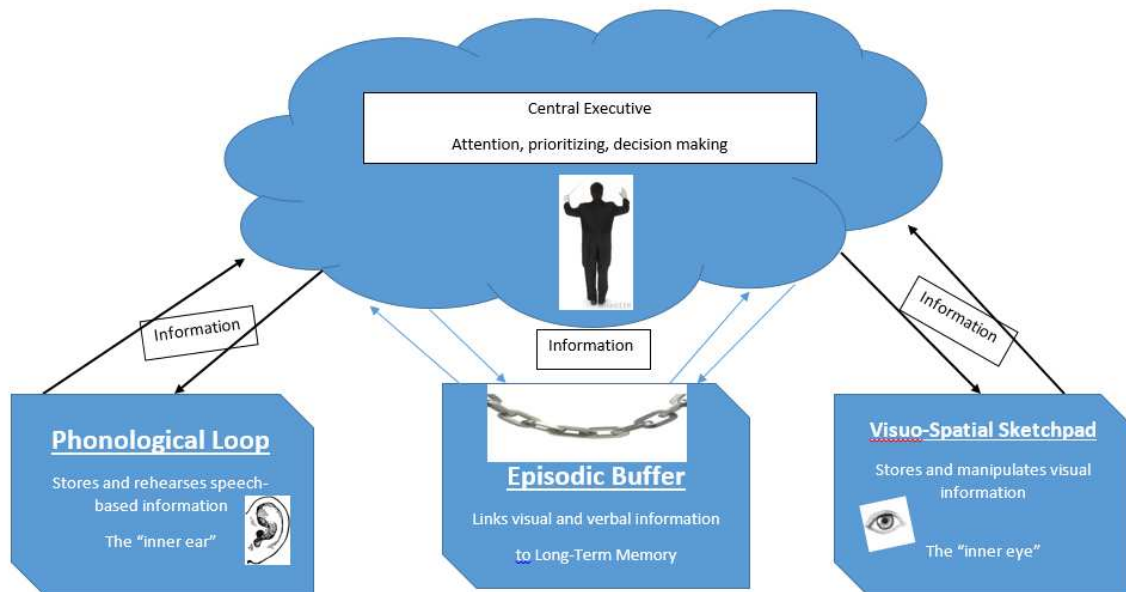 Central Executive
Attention, prioritizing, decision making
Information
Information
Information
Phonological Loop
Stores and rehearses speech-
based information
The “inner ear”
Episodic Buffer
Links visual and verbal information
to Long-Term Memory
Visuo-Spatial Sketchpad
Stores and manipulates visual
information
The “inner eye”